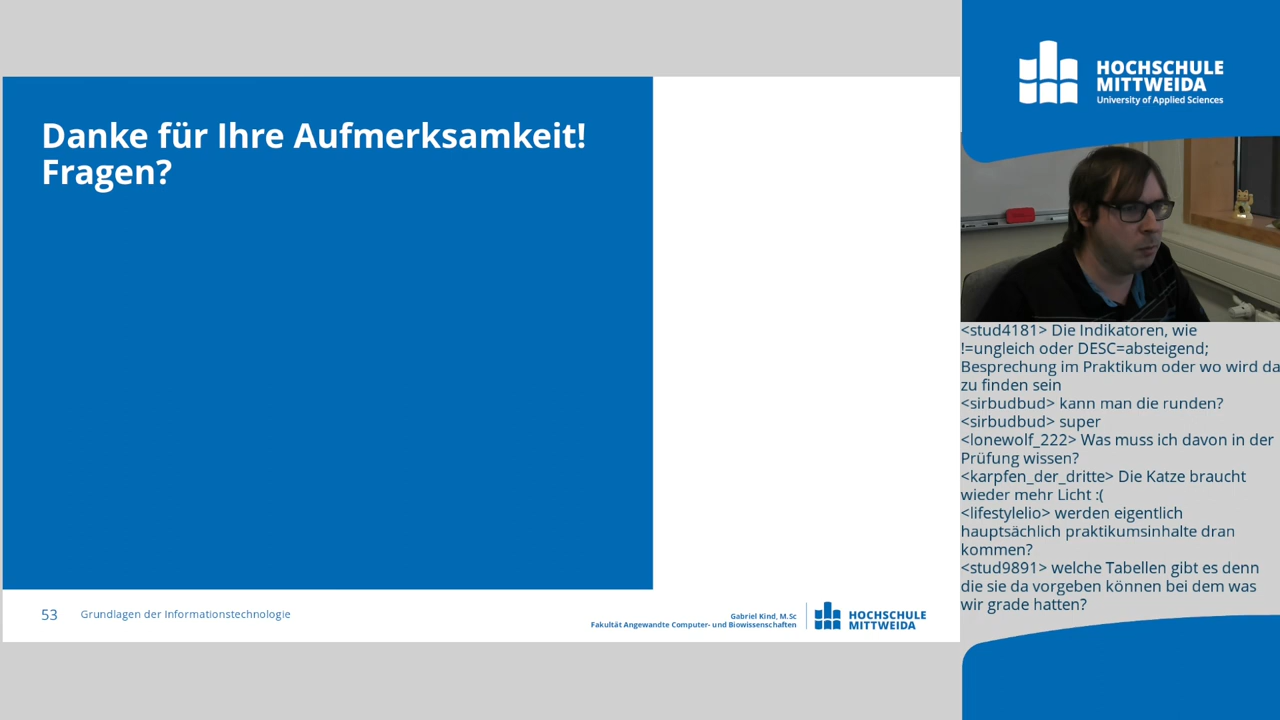 Danke für Ihre Aufmerksamkeit!
Fragen?
53
Grundlagen der Informationstechnologie
Gabriel Kind, M.Sc
Fakultät Angewandte Computer- und Biowissenschaften
HOCHSCHULE
MITTWEIDA
HOCHSCHULE
MITTWEIDA
University of Applied Sciences
<stud4181> Die Indikatoren, wie
!=ungleich oder DESC=absteigend;
Besprechung im Praktikum oder wo wird da
zu finden sein
<sirbudbud> kann man die runden?
<sirbudbud> super
<lonewolf_222> Was muss ich davon in der
Prüfung wissen?
<karpfen_der_dritte> Die Katze braucht
wieder mehr Licht :(
<lifestylelio> werden eigentlich
hauptsächlich praktikumsinhalte dran
kommen?
<stud9891> welche Tabellen gibt es denn
die sie da vorgeben können bei dem was
wir grade hatten?